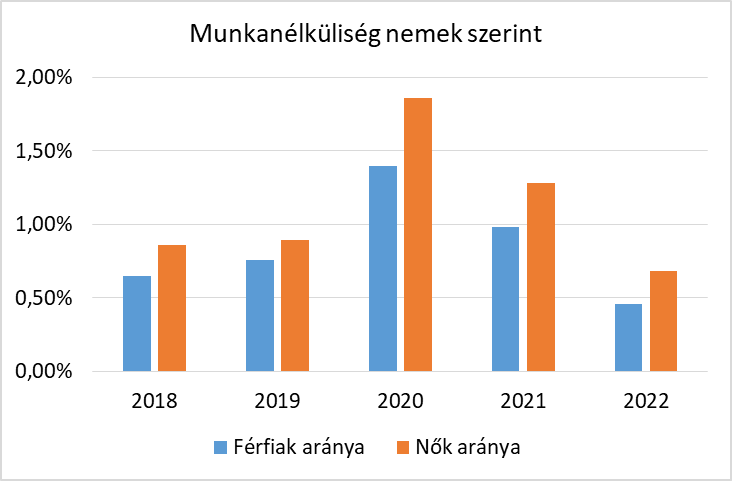 Munkanélküliség nemek szerint
2,00%
1,50%
1,00%
0,50%
0,00%
2018 2019 2020 2021 2022
Férfiak aránya Nők aránya